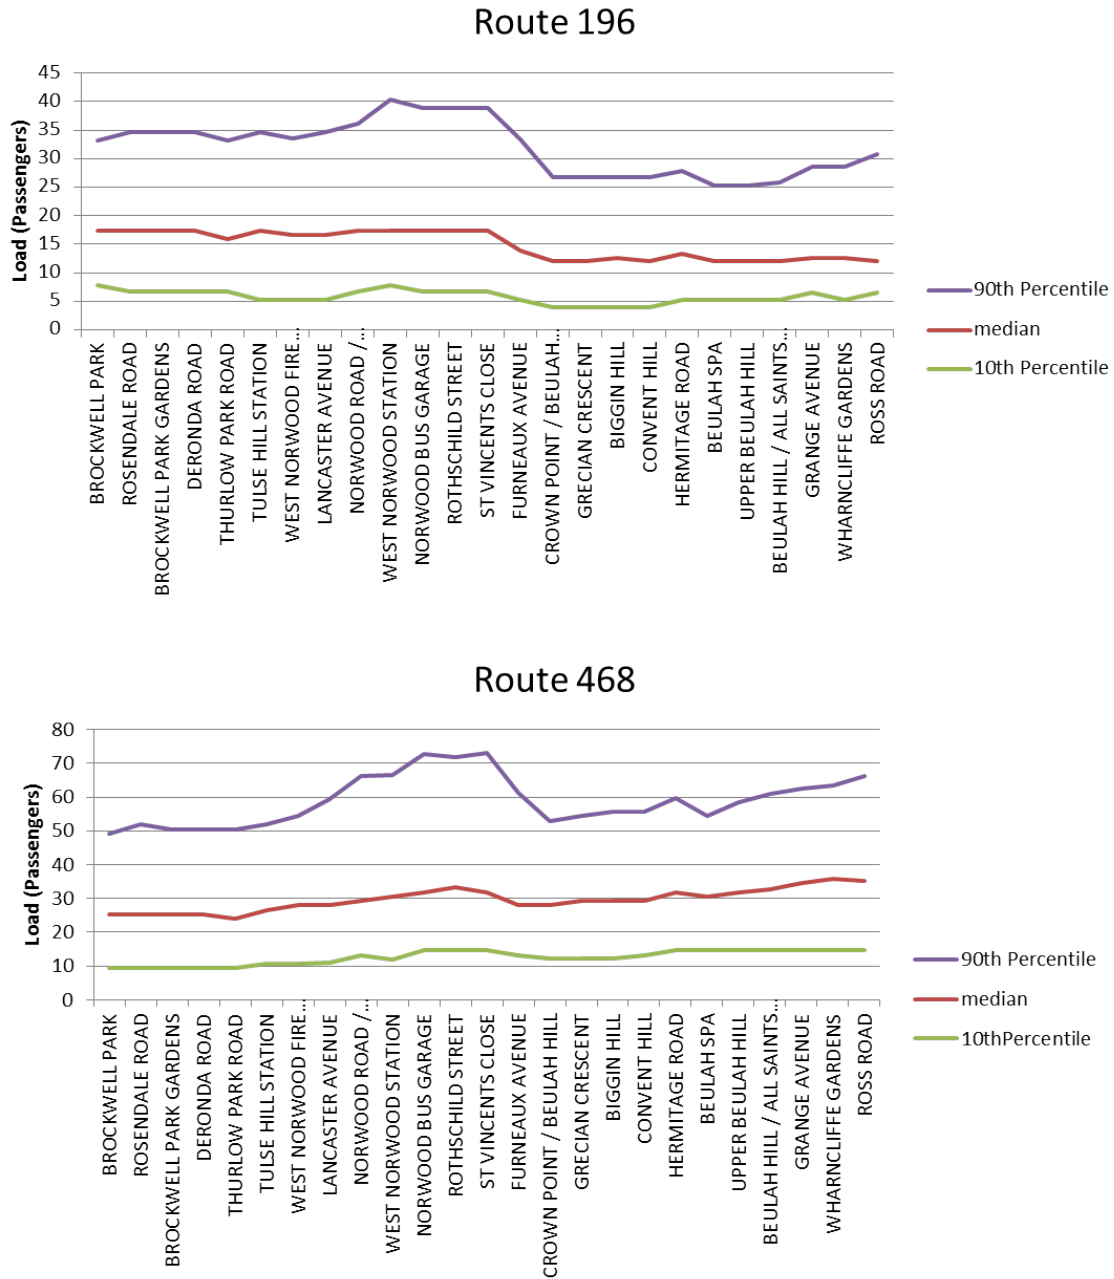 Route 196
45
40
35
30
25
20
15
10
5
0
Load (Passengers)
BROCKWELL PARK
ROSENDALE ROAD
BROCKWELL PARK GARDENS
DERONDA ROAD
THURLOW PARK ROAD
TULSE HILL STATION
WEST NORWOOD FIRE...
LANCASTER AVENUE
NORWOOD ROAD /...
WEST NORWOOD STATION
NORWOOD BUS GARAGE
ROTHSCHILD STREET
ST VINCENTS CLOSE
FURNEAUX AVENUE
CROWN POINT / BEULAH...
GRECIAN CRESCENT
BIGGIN HILL
CONVENT HILL
HERMITAGE ROAD
BEULAH SPA
UPPER BEULAH HILL
BEULAH HILL / ALL SAINTS...
GRANGE AVENUE
WHARNCLIFFE GARDENS
ROSS ROAD
90th Percentile
median
10th Percentile
Route 468
80
70
60
50
40
30
20
10
0
Load (Passengers)
BROCKWELL PARK
ROSENDALE ROAD
BROCKWELL PARK GARDENS
DERONDA ROAD
THURLOW PARK ROAD
TULSE HILL STATION
WEST NORWOOD FIRE...
LANCASTER AVENUE
NORWOOD ROAD /...
WEST NORWOOD STATION
NORWOOD BUS GARAGE
ROTHSCHILD STREET
ST VINCENTS CLOSE
FURNEAUX AVENUE
CROWN POINT / BEULAH HILL
GRECIAN CRESCENT
BIGGIN HILL
CONVENT HILL
HERMITAGE ROAD
BEULAH SPA
UPPER BEULAH HILL
BEULAH HILL / ALL SAINTS...
GRANGE AVENUE
WHARNCLIFFE GARDENS
ROSS ROAD
90th Percentile
median
10thPercentile